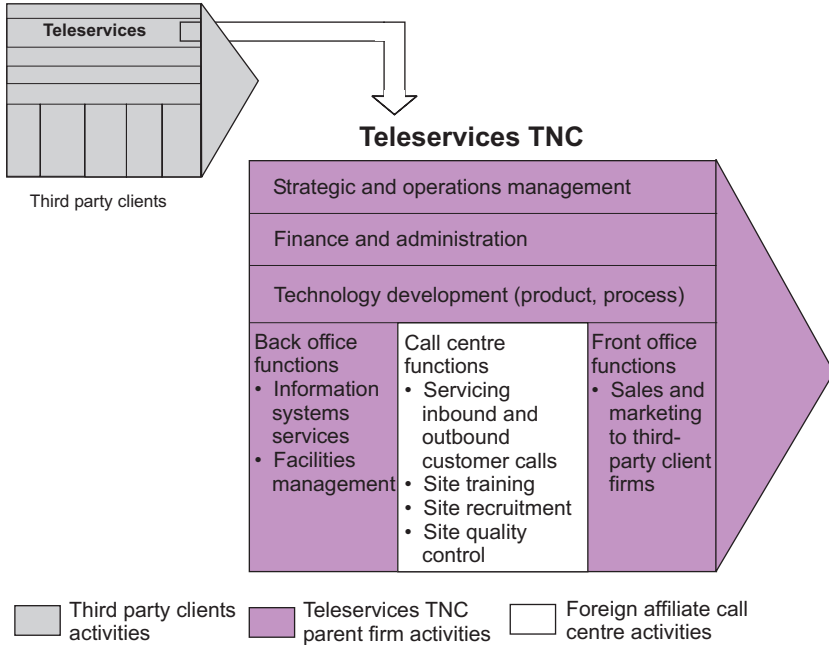 Teleservices
Third party clients
Teleservices TNC
Strategic and operations management
Finance and administration
Technology development (product, process)
Back office
functions
• Information
systems
services
• Facilities
management
Call centre
functions
• Servicing
inbound and
outbound
customer calls
• Site training
• Site recruitment
• Site quality
control
Front office
functions
• Sales and
marketing
to third-
party client
firms
Third party clients
activities
Teleservices TNC
parent firm activities
Foreign affiliate call
centre activities